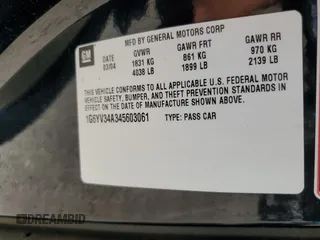 MFD BY GENERAL MOTORS CORP
GM
DATE GVWR GAWR FRT GAWR RR
03/04 1831 KG 861 KG 970 KG
4038 LB 1899 LB 2139 LB
THIS VEHICLE CONFORMS TO ALL APPLICABLE U.S. FEDERAL MOTOR
VEHICLE SAFETY, BUMPER, AND THEFT PREVENTION STANDARDS IN
EFFECT ON THE DATE OF MANUFACTURE SHOWN ABOVE.
1G6YV34A345603061 TYPE: PASS CAR
DREAMBID